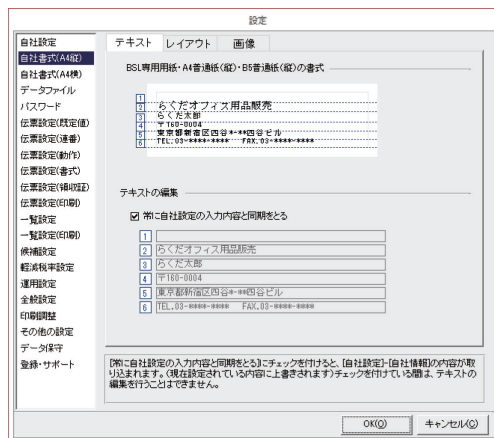 設定
自社設定
自社書式(A4縦)
自社書式(A4横)
データファイル
パスワード
伝票設定(既定値)
伝票設定(連番)
伝票設定(動作)
伝票設定(書式)
伝票設定(領収証)
伝票設定(印刷)
一覧設定
一覧設定(印刷)
候補設定
軽減税率設定
運用設定
全般設定
印刷調整
その他の設定
データ保守
登録・サポート
テキスト レイアウト 画像
BSL専用用紙・A4普通紙(縦)・B5普通紙(縦)の書式
1
2 らくだオフィス用品販売
3 らくだ太郎
4 〒160-0004
5 東京都新宿区四谷*-**四谷ビル
6 TEL.03-****-**** FAX.03-****-****
テキストの編集
常に自社設定の入力内容と同期をとる
1
2 らくだオフィス用品販売
3 らくだ太郎
4 〒160-0004
5 東京都新宿区四谷*-**四谷ビル
6 TEL.03-****-**** FAX.03-****-****
[常に自社設定の入力内容と同期をとる]にチェックを付けると、[自社設定]-[自社情報]の内容が取
り込まれます。(現在設定されている内容に上書きされます)チェックを付けている間は、テキストの
編集を行うことはできません。
OK(O) キャンセル(C)